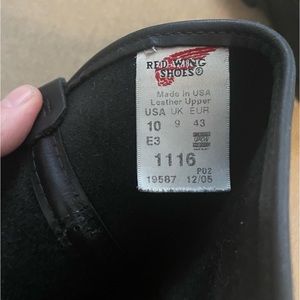 RED WING
SHOES®
Made in USA
Leather Upper
USA UK EUR
10 9 43
E3
1116
P02
19587 12/05